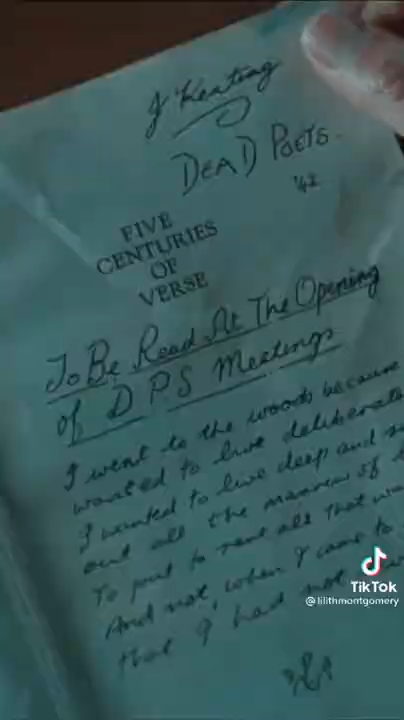 J Keating
DEAD POETS.
'42
FIVE
CENTURIES
OF
VERSE
To Be Read At The Opening
of D P S Meetings
I went to the woods because
wanted to live deliberate
I wanted to live deep and
out all the marrow of
To put to rout all that
And not, when I came to
that I had not
TikTok
@lilithmontgomery